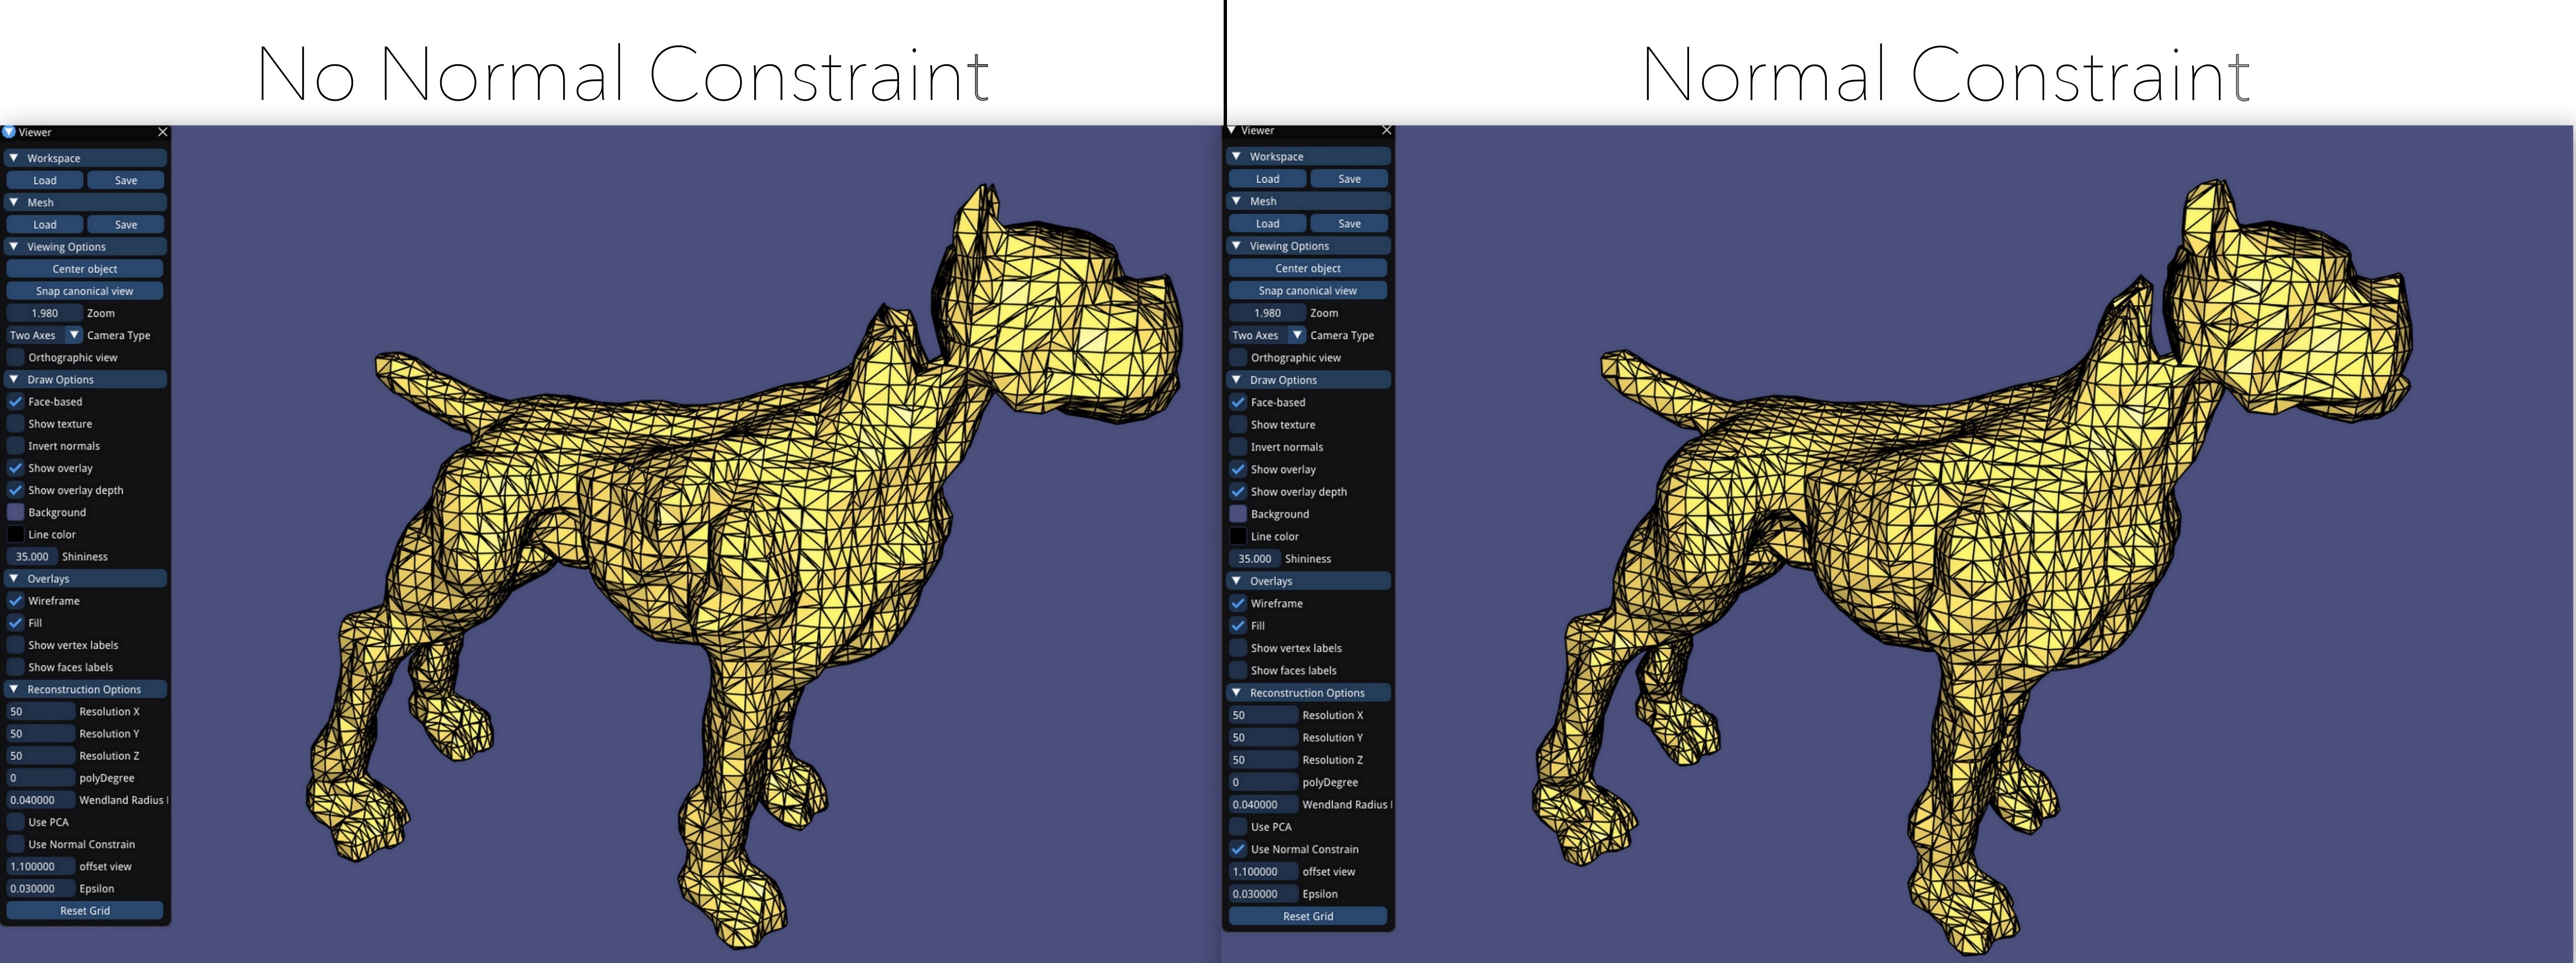 No Normal Constraint
Normal Constraint
Viewer
Workspace
Load Save
Mesh
Load Save
Viewing Options
Center object
Snap canonical view
1.980 Zoom
Two Axes Camera Type
Orthographic view
Draw Options
Face-based
Show texture
Invert normals
Show overlay
Show overlay depth
Background
Line color
35.000 Shininess
Overlays
Wireframe
Fill
Show vertex labels
Show faces labels
Reconstruction Options
50 Resolution X
50 Resolution Y
50 Resolution Z
0 polyDegree
0.040000 Wendland Radius
Use PCA
Use Normal Constrain
1.100000 offset view
0.030000 Epsilon
Reset Grid
Viewer
Workspace
Load Save
Mesh
Load Save
Viewing Options
Center object
Snap canonical view
1.980 Zoom
Two Axes Camera Type
Orthographic view
Draw Options
Face-based
Show texture
Invert normals
Show overlay
Show overlay depth
Background
Line color
35.000 Shininess
Overlays
Wireframe
Fill
Show vertex labels
Show faces labels
Reconstruction Options
50 Resolution X
50 Resolution Y
50 Resolution Z
0 polyDegree
0.040000 Wendland Radius
Use PCA
Use Normal Constrain
1.100000 offset view
0.030000 Epsilon
Reset Grid